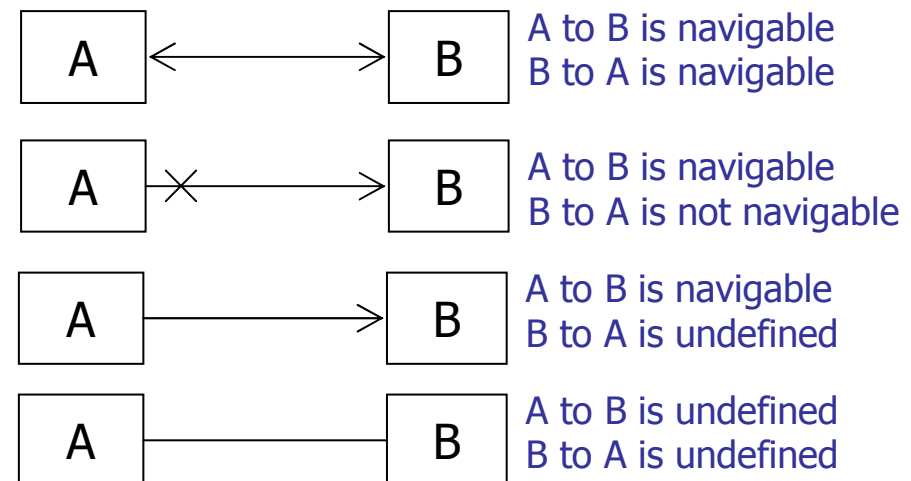 A B A to B is navigable
B to A is navigable
A B A to B is navigable
B to A is not navigable
A B A to B is navigable
B to A is undefined
A B A to B is undefined
B to A is undefined